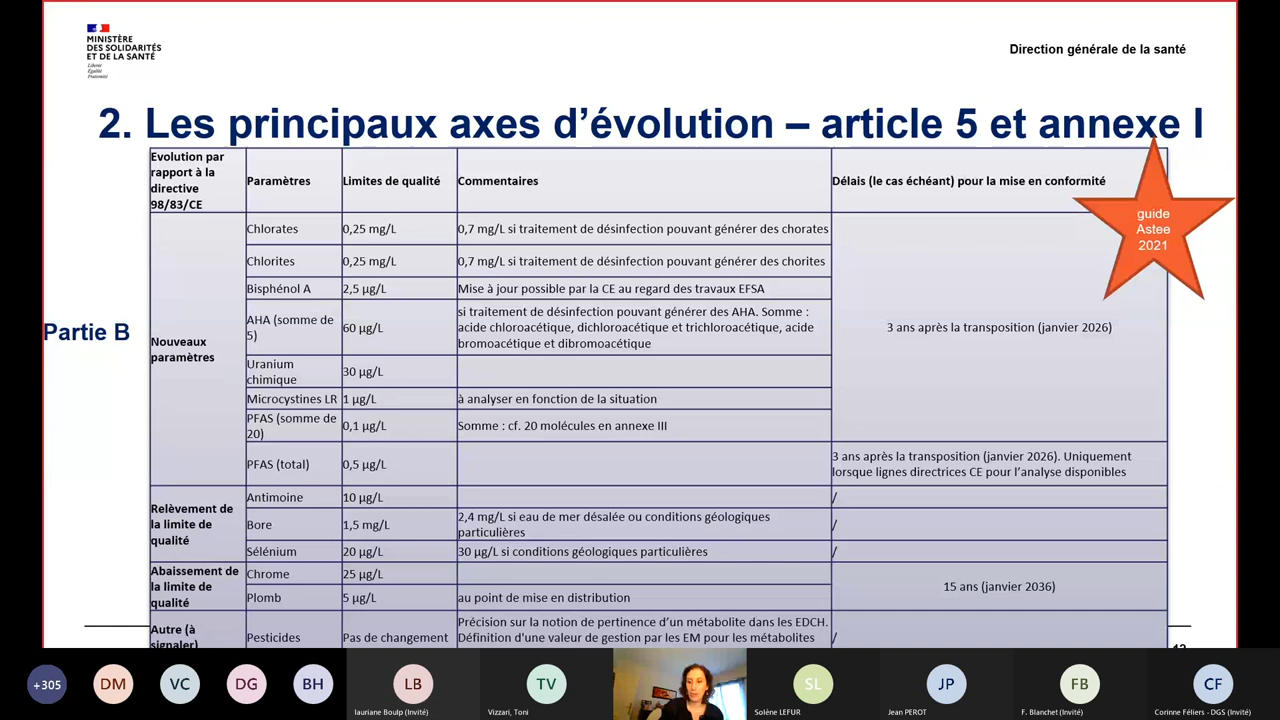 MINISTÈRE
DES SOLIDARITÉS
ET DE LA SANTÉ
Liberté
Égalité
Fraternité
Direction générale de la santé
2. Les principaux axes d’évolution – article 5 et annexe I
Evolution par
rapport à la
directive
98/83/CE
Paramètres
Limites de qualité
Commentaires
Délais (le cas échéant) pour la mise en conformité
guide
Astee
2021
Partie B
Nouveaux
paramètres
Chlorates
0,25 mg/L
0,7 mg/L si traitement de désinfection pouvant générer des chorates
3 ans après la transposition (janvier 2026)
Chlorites
0,25 mg/L
0,7 mg/L si traitement de désinfection pouvant générer des chorites
Bisphénol A
2,5 µg/L
Mise à jour possible par la CE au regard des travaux EFSA
AHA (somme de
5)
60 µg/L
si traitement de désinfection pouvant générer des AHA. Somme :
acide chloroacétique, dichloroacétique et trichloroacétique, acide
bromoacétique et dibromoacétique
Uranium
chimique
30 µg/L
Microcystines LR
1 µg/L
à analyser en fonction de la situation
PFAS (somme de
20)
0,1 µg/L
Somme : cf. 20 molécules en annexe III
PFAS (total)
0,5 µg/L
3 ans après la transposition (janvier 2026). Uniquement
lorsque lignes directrices CE pour l’analyse disponibles
Relèvement de
la limite de
qualité
Antimoine
10 µg/L
/
Bore
1,5 mg/L
2,4 mg/L si eau de mer désalée ou conditions géologiques
particulières
/
Sélénium
20 µg/L
30 µg/L si conditions géologiques particulières
/
Abaissement de
la limite de
qualité
Chrome
25 µg/L
15 ans (janvier 2036)
Plomb
5 µg/L
au point de mise en distribution
Autre (à
signaler)
Pesticides
Pas de changement
Précision sur la notion de pertinence d’un métabolite dans les EDCH.
Définition d'une valeur de gestion par les EM pour les métabolites
/
+305
DM
VC
DG
BH
LB
lauriane Boulp (Invité)
TV
Vizzari, Toni
SL
Solène LEFUR
JP
Jean PEROT
FB
F. Blanchet (Invité)
CF
Corinne Féliers - DGS (Invité)